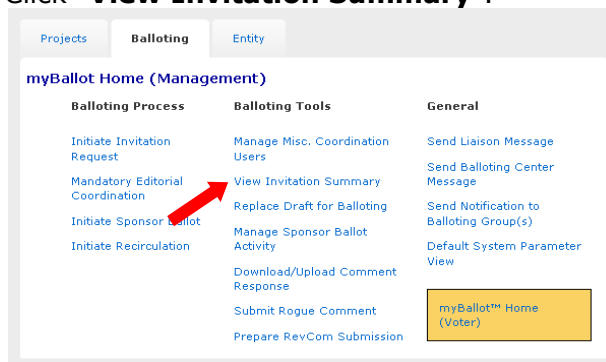 Click "View Invitation Summary".
Projects Balloting Entity
myBallot Home (Management)
Balloting Process
Initiate Invitation
Request
Mandatory Editorial
Coordination
Initiate Sponsor Ballot
Initiate Recirculation
Balloting Tools
Manage Misc. Coordination
Users
View Invitation Summary
Replace Draft for Balloting
Manage Sponsor Ballot
Activity
Download/Upload Comment
Response
Submit Rogue Comment
Prepare RevCom Submission
General
Send Liaison Message
Send Balloting Center
Message
Send Notification to
Balloting Group(s)
Default System Parameter
View
myBallot™ Home
(Voter)